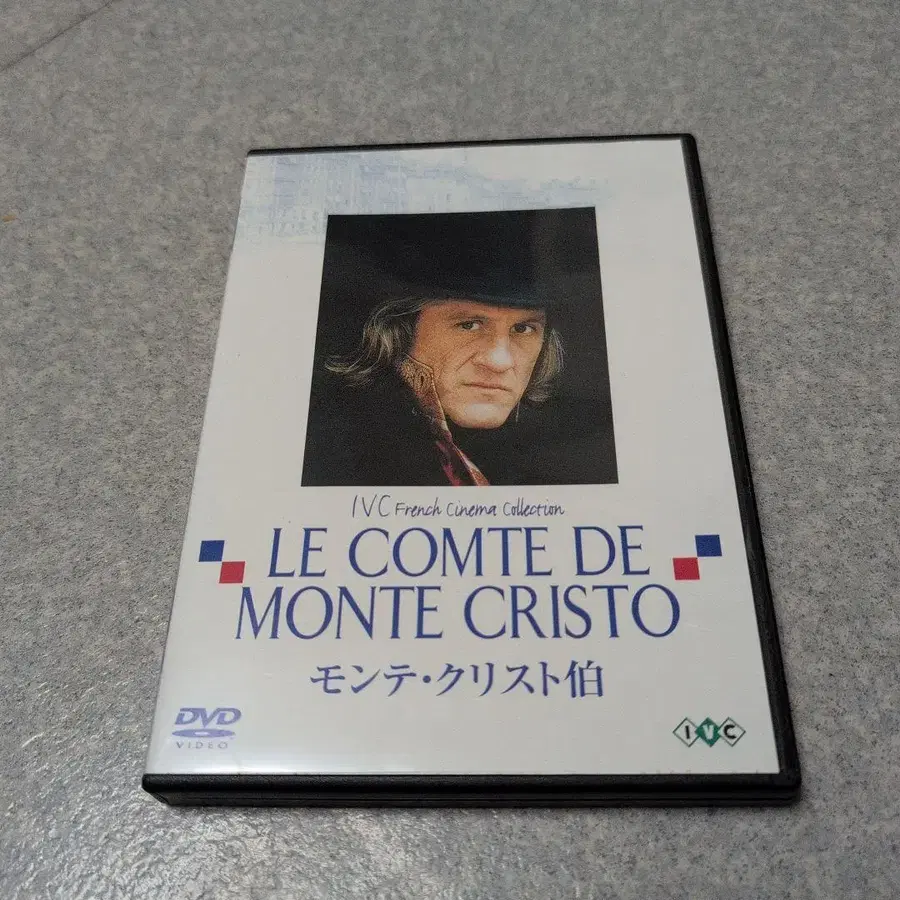 IVC French Cinema Collection
LE COMTE DE
MONTE CRISTO
モンテ・クリスト伯
DVD
VIDEO
IVC